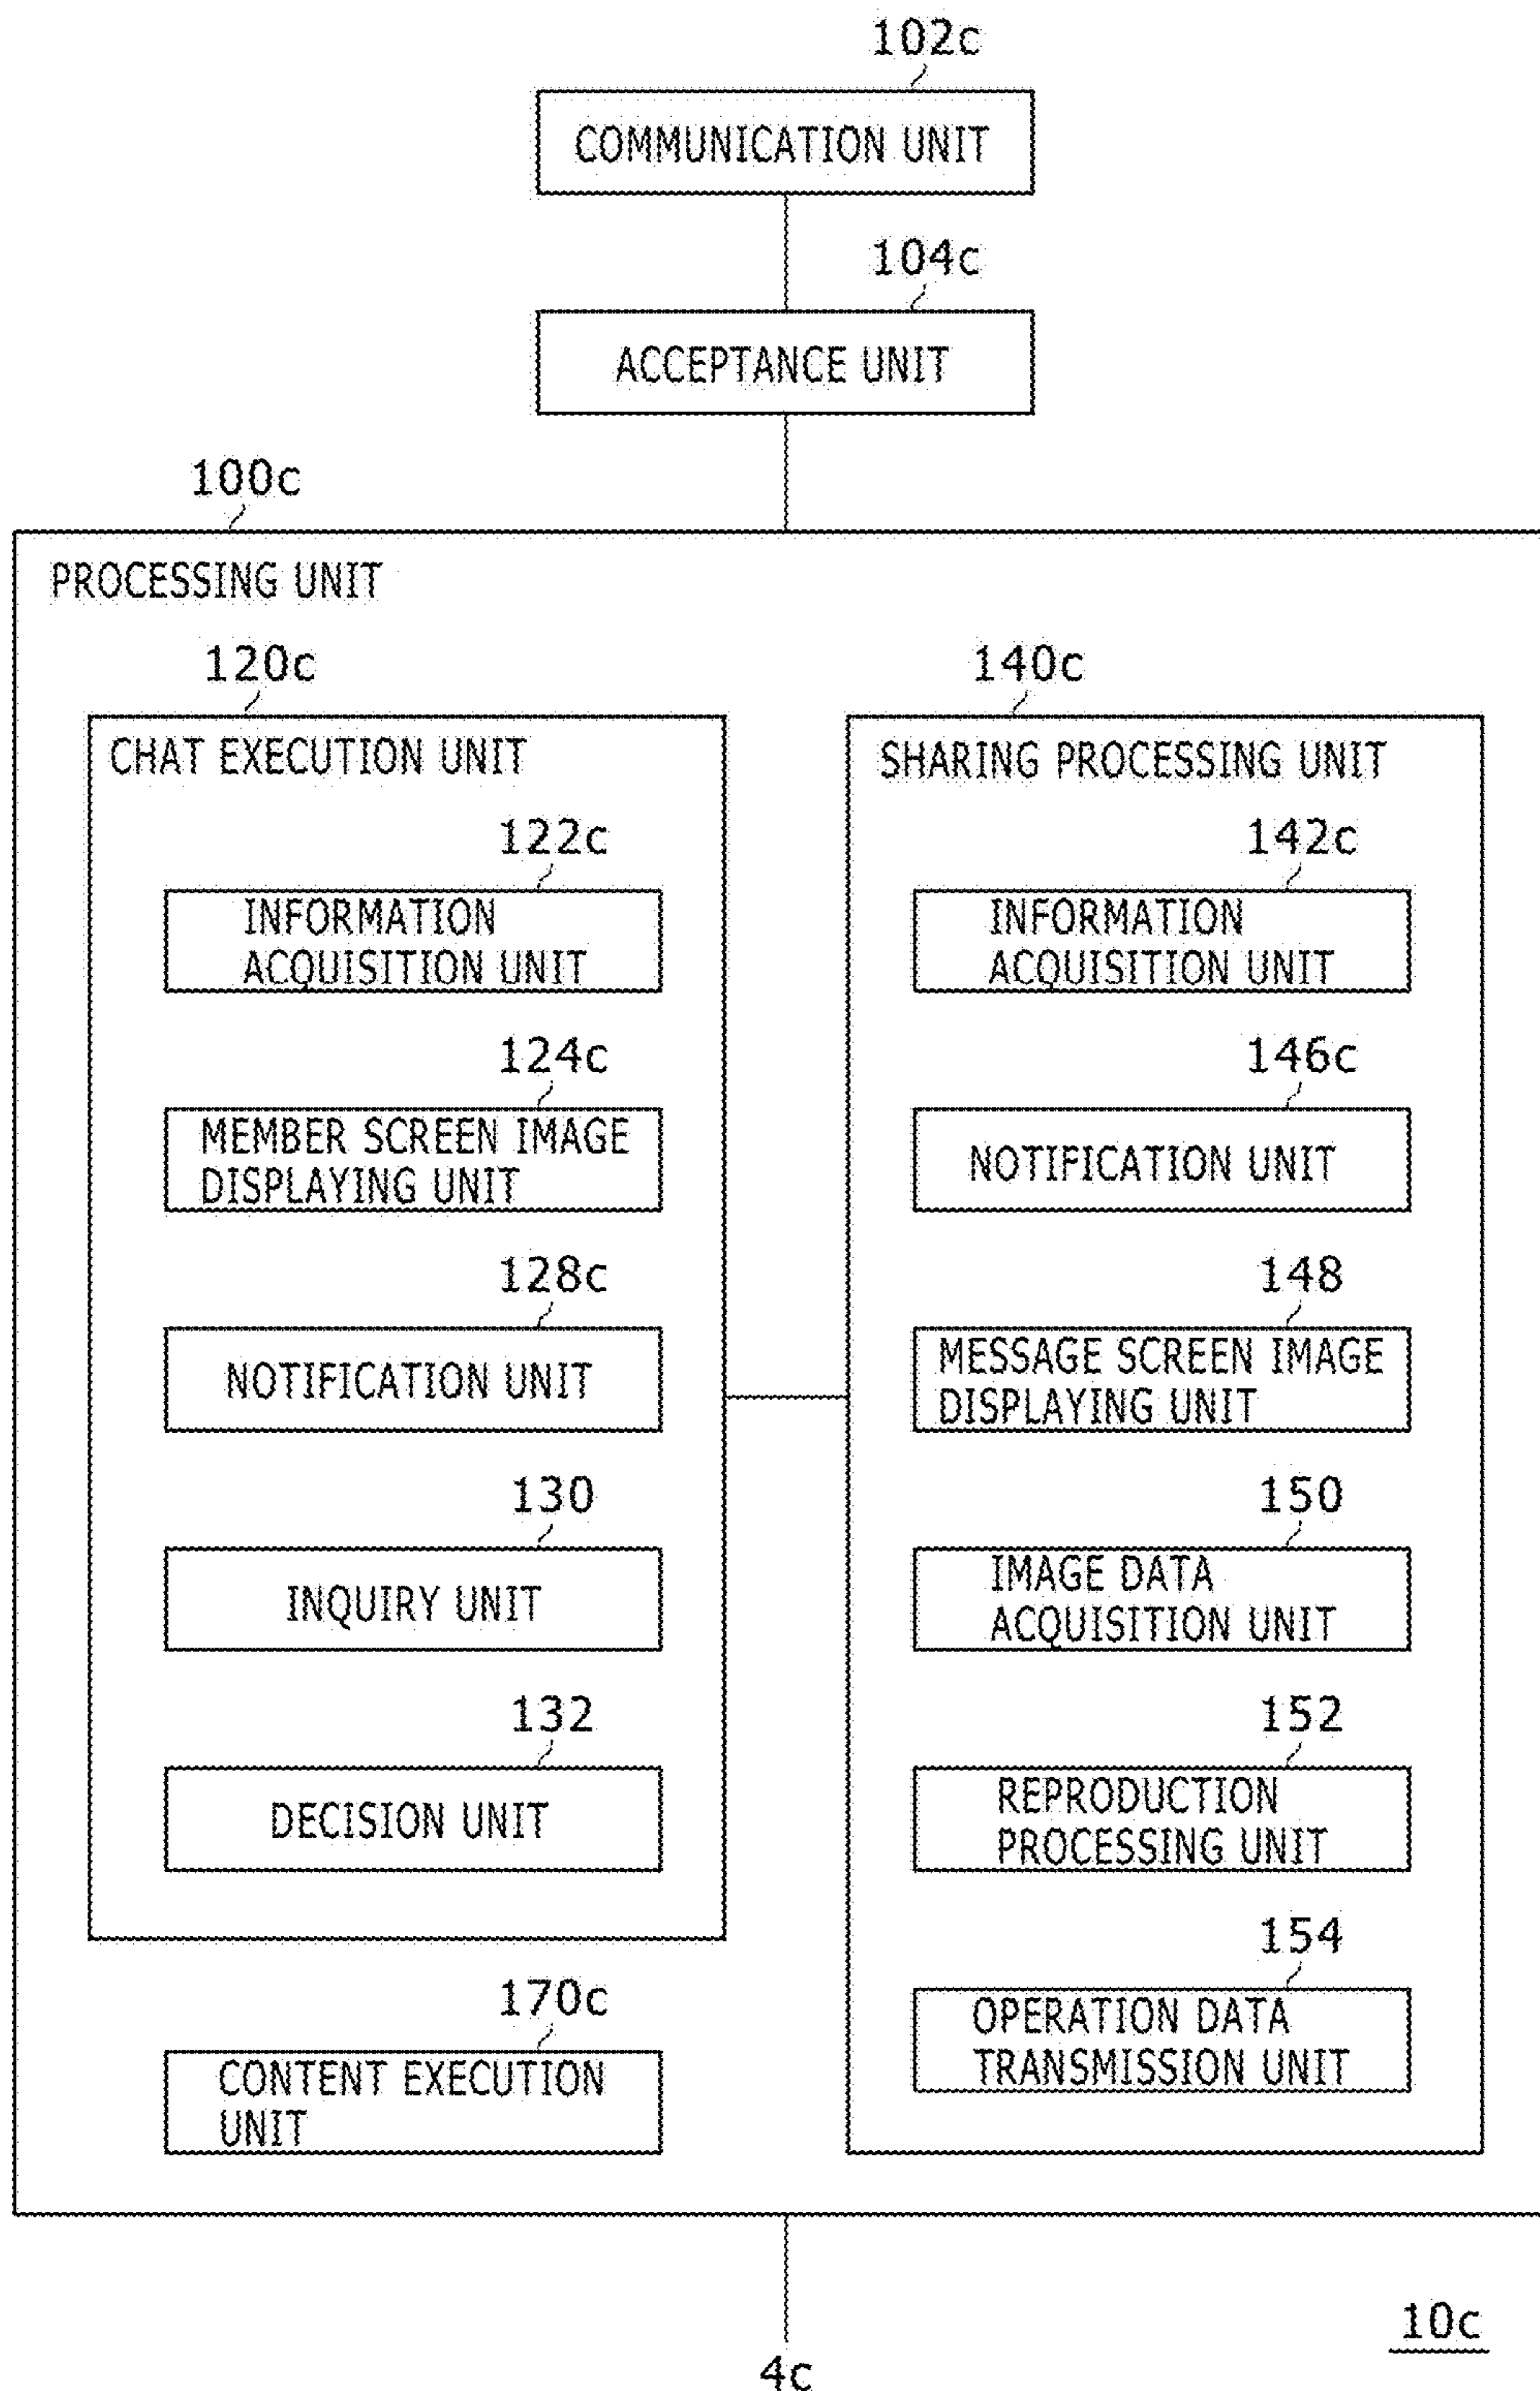 102c
COMMUNICATION UNIT
104c
ACCEPTANCE UNIT
100c
PROCESSING UNIT
120c
CHAT EXECUTION UNIT
122c
INFORMATION
ACQUISITION UNIT
124c
MEMBER SCREEN IMAGE
DISPLAYING UNIT
128c
NOTIFICATION UNIT
130
INQUIRY UNIT
132
DECISION UNIT
170c
CONTENT EXECUTION
UNIT
140c
SHARING PROCESSING UNIT
142c
INFORMATION
ACQUISITION UNIT
146c
NOTIFICATION UNIT
148
MESSAGE SCREEN IMAGE
DISPLAYING UNIT
150
IMAGE DATA
ACQUISITION UNIT
152
REPRODUCTION
PROCESSING UNIT
154
OPERATION DATA
TRANSMISSION UNIT
10c
4c